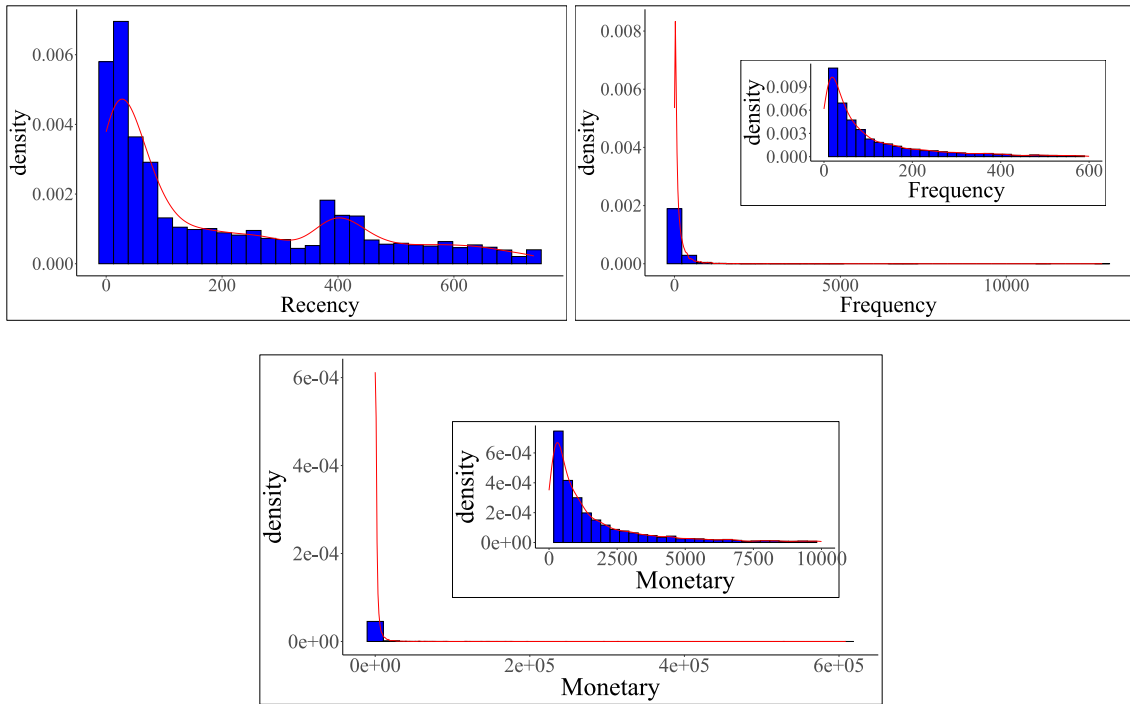 density
0.006
0.004
0.002
0.000
0 200 400 600
Recency
density
0.008
0.006
0.004
0.002
0.000
0 5000 10000
Frequency
density
0.009
0.006
0.003
0.000
0 200 400 600
Frequency
density
6e-04
4e-04
2e-04
0e+00
0e+00 2e+05 4e+05 6e+05
Monetary
density
6e-04
4e-04
2e-04
0e+00
0 2500 5000 7500 10000
Monetary